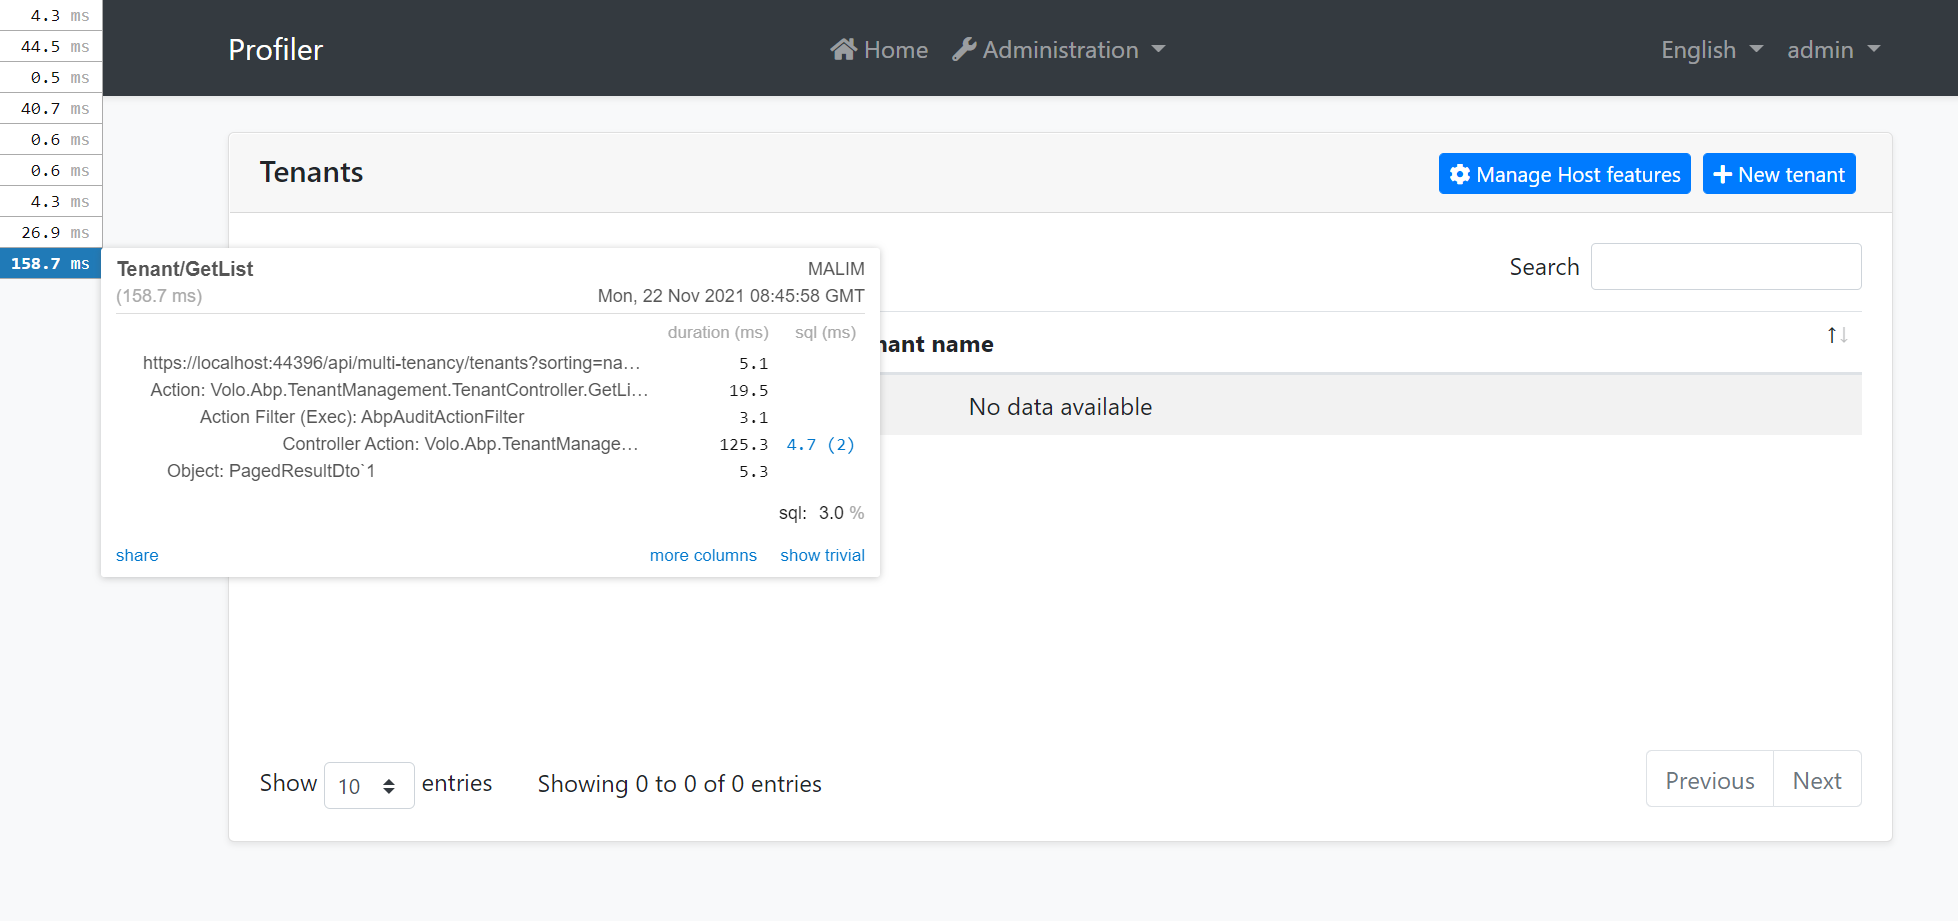 4.3 ms
44.5 ms
0.5 ms
40.7 ms
0.6 ms
0.6 ms
4.3 ms
26.9 ms
158.7 ms
Profiler
Home
Administration
English
admin
Tenants
Manage Host features
New tenant
Search
Tenant/GetList
MALIM
(158.7 ms)
Mon, 22 Nov 2021 08:45:58 GMT
duration (ms) sql (ms)
https://localhost:44396/api/multi-tenancy/tenants?sorting=na… 5.1
Action: Volo.Abp.TenantManagement.TenantController.GetLi… 19.5
Action Filter (Exec): AbpAuditActionFilter 3.1
Controller Action: Volo.Abp.TenantManage… 125.3 4.7 (2)
Object: PagedResultDto`1 5.3
sql: 3.0 %
share
more columns
show trivial
name
No data available
Show 10 entries
Showing 0 to 0 of 0 entries
Previous
Next